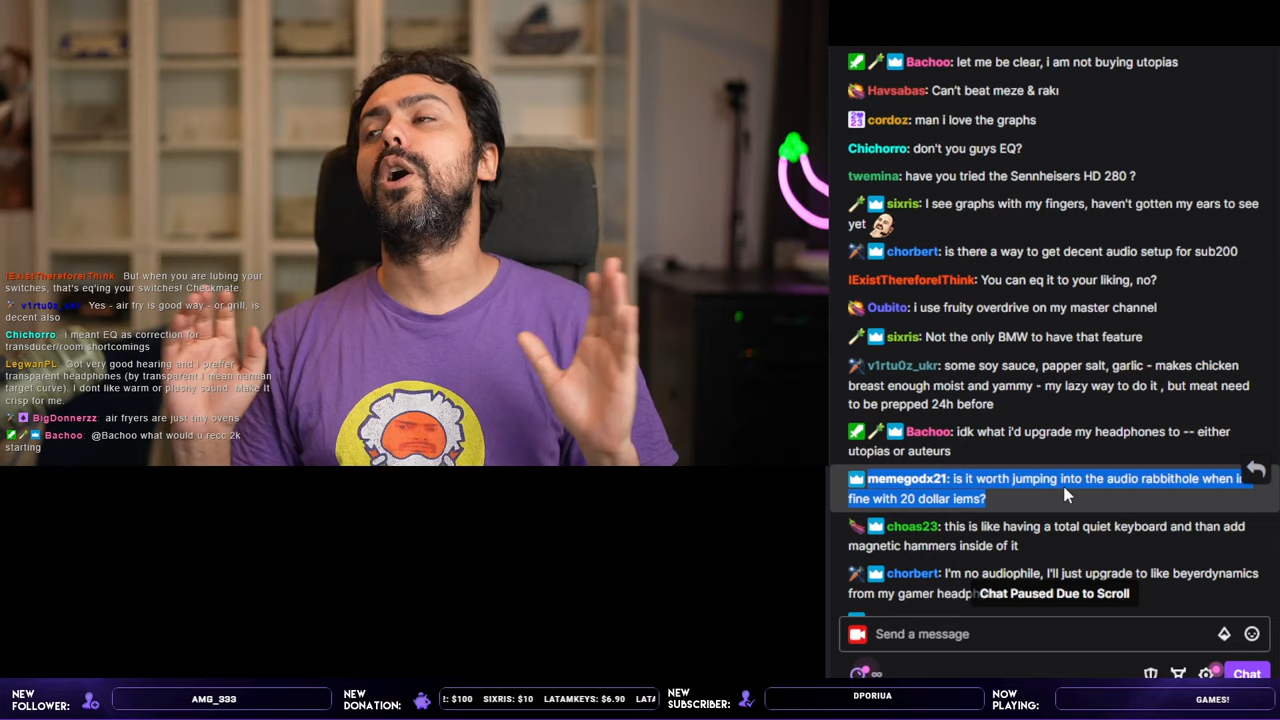 IExistThereforeIThink: But when you are lubing your
switches, that's eq'ing your switches! Checkmate.
v1rtu0z_ukr: Yes - air fry is good way - or grill, is
decent also
Chichorro: i meant EQ as correction for
transducer/room shortcomings
LegwanPL: Got very good hearing and i preffer
transparent headphones (by transparent i mean harman
target curve). I dont like warm or plushy sound. Make it
crisp for me.
BigDonnerzz: air fryers are just tiny ovens
Bachoo: @Bachoo what would u recc 2k
starting
Bachoo: let me be clear, i am not buying utopias
Havsabas: Can't beat meze & rakı
cordoz: man i love the graphs
Chichorro: don't you guys EQ?
twemina: have you tried the Sennheisers HD 280 ?
sixris: I see graphs with my fingers, haven't gotten my ears to see
yet
chorbert: is there a way to get decent audio setup for sub200
IExistThereforeIThink: You can eq it to your liking, no?
Oubito: i use fruity overdrive on my master channel
sixris: Not the only BMW to have that feature
v1rtu0z_ukr: some soy sauce, papper salt, garlic - makes chicken
breast enough moist and yammy - my lazy way to do it , but meat need
to be prepped 24h before
Bachoo: idk what i'd upgrade my headphones to -- either
utopias or auteurs
memegodx21: is it worth jumping into the audio rabbithole when
fine with 20 dollar iems?
choas23: this is like having a total quiet keyboard and than add
magnetic hammers inside of it
chorbert: I'm no audiophile, I'll just upgrade to like beyerdynamics
from my gamer headp
Chat Paused Due to Scroll
Send a message
Chat
NEW
FOLLOWER:
AMG_333
NEW
DONATION:
: $100 SIXRIS: $10 LATAMKEYS: $6.90 LATA
NEW
SUBSCRIBER:
DPORIUA
NOW
PLAYING:
GAMES!